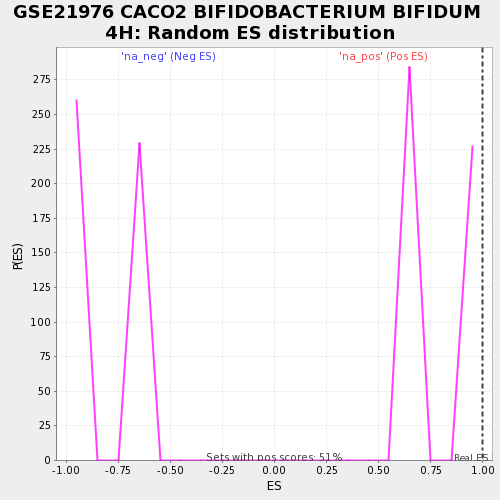 GSE21976 CACO2 BIFIDOBACTERIUM BIFIDUM
4H: Random ES distribution
'na_neg' (Neg ES)
'na_pos' (Pos ES)
275
250
225
200
175
150
125
100
75
50
25
0
P(ES)
Sets with pos scores: 51%
Real ES
-1.00 -0.75 -0.50 -0.25 0.00 0.25 0.50 0.75 1.00
ES